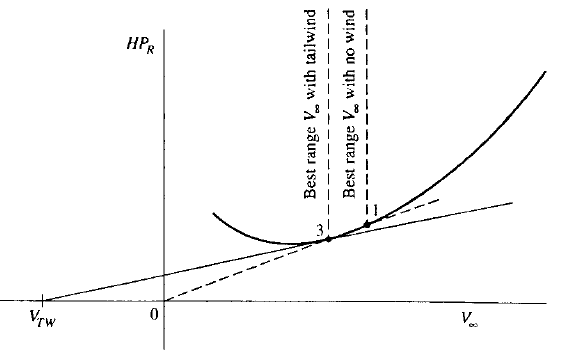 HP_R
Best range V_∞ with tailwind
Best range V_∞ with no wind
3
1
V_TW
0
V_∞